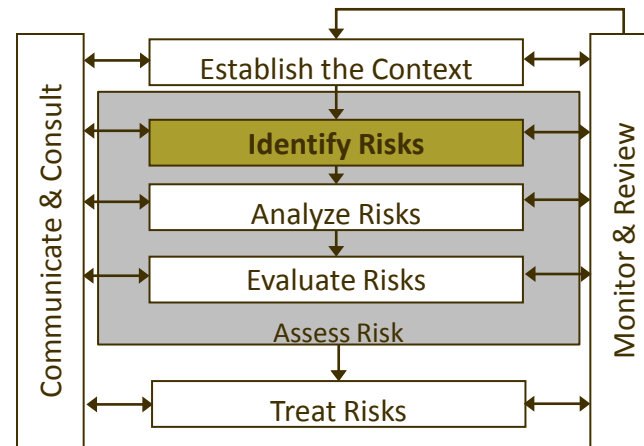 Establish the Context
Identify Risks
Analyze Risks
Evaluate Risks
Assess Risk
Treat Risks
Communicate & Consult
Monitor & Review